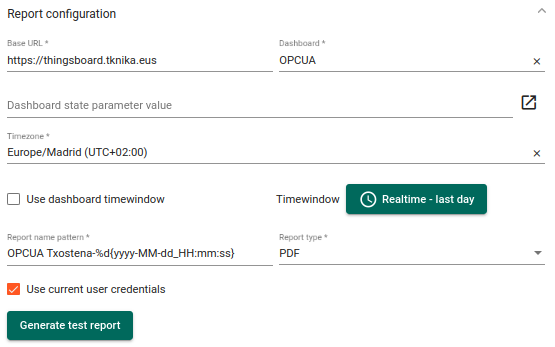 Report configuration
Base URL * Dashboard *
https://thingsboard.tknika.eus OPCUA
Dashboard state parameter value
Timezone *
Europe/Madrid (UTC+02:00)
Use dashboard timewindow Timewindow Realtime - last day
Report name pattern * Report type *
OPCUA Txostena-%d{yyyy-MM-dd_HH:mm:ss} PDF
Use current user credentials
Generate test report